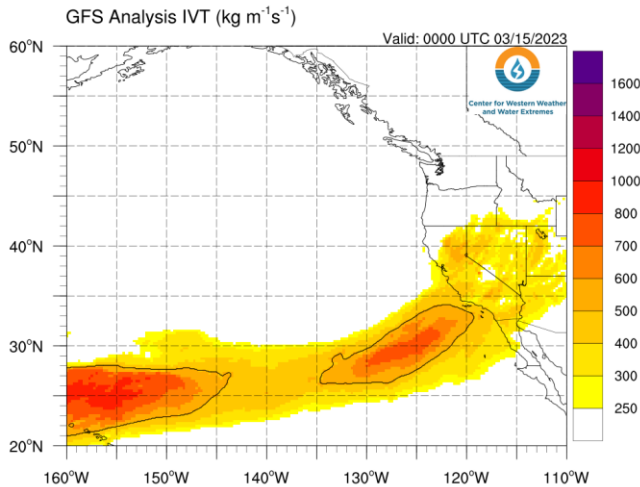 GFS Analysis IVT (kg m⁻¹s⁻¹)
Valid: 0000 UTC 03/15/2023
Center for Western Weather
and Water Extremes
60°N
50°N
40°N
30°N
20°N
160°W
150°W
140°W
130°W
120°W
110°W
1600
1400
1200
1000
800
700
600
500
400
300
250